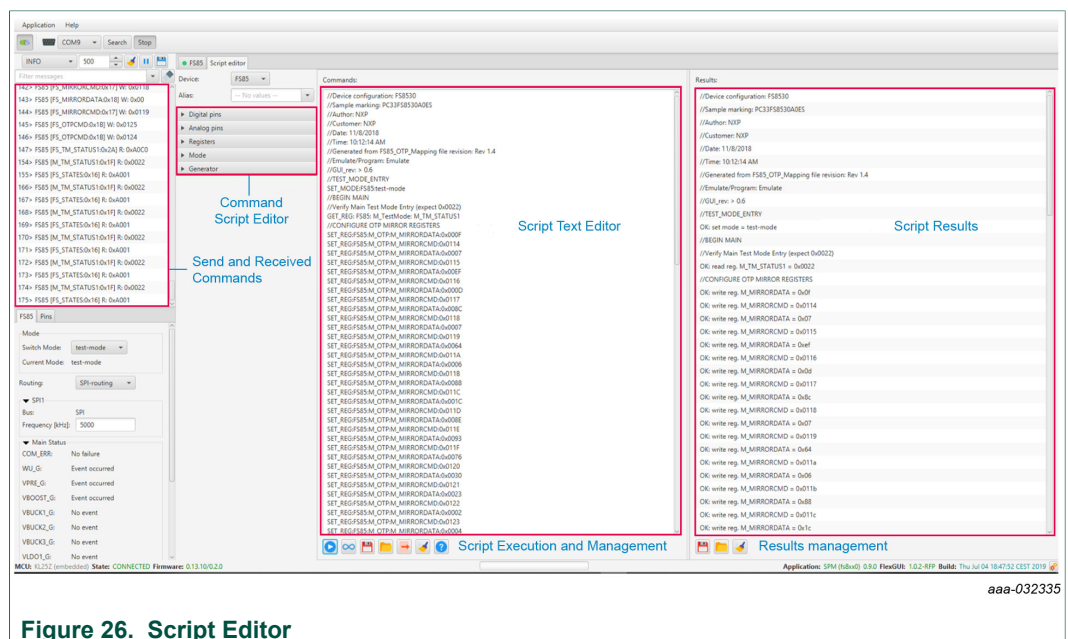 Application Help
COM9 Search Stop
INFO 500
Filter messages
142> FS85 [FS_MIRRORCMD:0x17] W: 0x0118
143> FS85 [FS_MIRRORDATA:0x18] W: 0x00
144> FS85 [FS_MIRRORCMD:0x17] W: 0x0119
145> FS85 [FS_OTPCMD:0x1B] W: 0x0125
146> FS85 [FS_OTPCMD:0x1B] W: 0x0124
147> FS85 [FS_TM_STATUS1:0x2A] R: 0xA0C0
154> FS85 [M_TM_STATUS1:0x1F] R: 0x0022
155> FS85 [FS_STATES:0x16] R: 0xA001
166> FS85 [M_TM_STATUS1:0x1F] R: 0x0022
167> FS85 [FS_STATES:0x16] R: 0xA001
168> FS85 [M_TM_STATUS1:0x1F] R: 0x0022
169> FS85 [FS_STATES:0x16] R: 0xA001
170> FS85 [M_TM_STATUS1:0x1F] R: 0x0022
171> FS85 [FS_STATES:0x16] R: 0xA001
172> FS85 [M_TM_STATUS1:0x1F] R: 0x0022
173> FS85 [FS_STATES:0x16] R: 0xA001
174> FS85 [M_TM_STATUS1:0x1F] R: 0x0022
175> FS85 [FS_STATES:0x16] R: 0xA001
FS85 Pins
Mode
Switch Mode: test-mode
Current Mode: test-mode
Routing: SPI-routing
SPI1
Bus: SPI
Frequency [kHz]: 5000
Main Status
COM_ERR: No failure
WU_G: Event occurred
VPRE_G: Event occurred
VBOOST_G: Event occurred
VBUCK1_G: No event
VBUCK2_G: No event
VBUCK3_G: No event
VLDO1_G: No event
FS85 Script editor
Device: FS85
Alias: -- No values --
Digital pins
Analog pins
Registers
Mode
Generator
Command
Script Editor
Send and Received
Commands
Commands:
//Device configuration: FS8530
//Sample marking: PC33FS8530A0ES
//Author: NXP
//Customer: NXP
//Date: 11/8/2018
//Time: 10:12:14 AM
//Generated from FS85_OTP_Mapping file revision: Rev 1.4
//Emulate/Program: Emulate
//GUI_rev: > 0.6
//TEST_MODE_ENTRY
SET_MODE:FS85:test-mode
//BEGIN MAIN
//Verify Main Test Mode Entry (expect 0x0022)
GET_REG: FS85: M_TestMode: M_TM_STATUS1
//CONFIGURE OTP MIRROR REGISTERS
SET_REG:FS85:M_OTP:M_MIRRORDATA:0x000F
SET_REG:FS85:M_OTP:M_MIRRORCMD:0x0114
SET_REG:FS85:M_OTP:M_MIRRORDATA:0x0007
SET_REG:FS85:M_OTP:M_MIRRORCMD:0x0115
SET_REG:FS85:M_OTP:M_MIRRORDATA:0x00EF
SET_REG:FS85:M_OTP:M_MIRRORCMD:0x0116
SET_REG:FS85:M_OTP:M_MIRRORDATA:0x000D
SET_REG:FS85:M_OTP:M_MIRRORCMD:0x0117
SET_REG:FS85:M_OTP:M_MIRRORDATA:0x008C
SET_REG:FS85:M_OTP:M_MIRRORCMD:0x0118
SET_REG:FS85:M_OTP:M_MIRRORDATA:0x0007
SET_REG:FS85:M_OTP:M_MIRRORCMD:0x0119
SET_REG:FS85:M_OTP:M_MIRRORDATA:0x0064
SET_REG:FS85:M_OTP:M_MIRRORCMD:0x011A
SET_REG:FS85:M_OTP:M_MIRRORDATA:0x0006
SET_REG:FS85:M_OTP:M_MIRRORCMD:0x011B
SET_REG:FS85:M_OTP:M_MIRRORDATA:0x0088
SET_REG:FS85:M_OTP:M_MIRRORCMD:0x011C
SET_REG:FS85:M_OTP:M_MIRRORDATA:0x001C
SET_REG:FS85:M_OTP:M_MIRRORCMD:0x011D
SET_REG:FS85:M_OTP:M_MIRRORDATA:0x008E
SET_REG:FS85:M_OTP:M_MIRRORCMD:0x011E
SET_REG:FS85:M_OTP:M_MIRRORDATA:0x0093
SET_REG:FS85:M_OTP:M_MIRRORCMD:0x011F
SET_REG:FS85:M_OTP:M_MIRRORDATA:0x0076
SET_REG:FS85:M_OTP:M_MIRRORCMD:0x0120
SET_REG:FS85:M_OTP:M_MIRRORDATA:0x0030
SET_REG:FS85:M_OTP:M_MIRRORCMD:0x0121
SET_REG:FS85:M_OTP:M_MIRRORDATA:0x0023
SET_REG:FS85:M_OTP:M_MIRRORCMD:0x0122
SET_REG:FS85:M_OTP:M_MIRRORDATA:0x0002
SET_REG:FS85:M_OTP:M_MIRRORCMD:0x0123
SET_REG:FS85:M_OTP:M_MIRRORDATA:0x0004
Script Text Editor
Script Execution and Management
Results:
//Device configuration: FS8530
//Sample marking: PC33FS8530A0ES
//Author: NXP
//Customer: NXP
//Date: 11/8/2018
//Time: 10:12:14 AM
//Generated from FS85_OTP_Mapping file revision: Rev 1.4
//Emulate/Program: Emulate
//GUI_rev: > 0.6
//TEST_MODE_ENTRY
OK: set mode = test-mode
//BEGIN MAIN
//Verify Main Test Mode Entry (expect 0x0022)
OK: read reg. M_TM_STATUS1 = 0x0022
//CONFIGURE OTP MIRROR REGISTERS
OK: write reg. M_MIRRORDATA = 0x0f
OK: write reg. M_MIRRORCMD = 0x0114
OK: write reg. M_MIRRORDATA = 0x07
OK: write reg. M_MIRRORCMD = 0x0115
OK: write reg. M_MIRRORDATA = 0xef
OK: write reg. M_MIRRORCMD = 0x0116
OK: write reg. M_MIRRORDATA = 0x0d
OK: write reg. M_MIRRORCMD = 0x0117
OK: write reg. M_MIRRORDATA = 0x8c
OK: write reg. M_MIRRORCMD = 0x0118
OK: write reg. M_MIRRORDATA = 0x07
OK: write reg. M_MIRRORCMD = 0x0119
OK: write reg. M_MIRRORDATA = 0x64
OK: write reg. M_MIRRORCMD = 0x011a
OK: write reg. M_MIRRORDATA = 0x06
OK: write reg. M_MIRRORCMD = 0x011b
OK: write reg. M_MIRRORDATA = 0x88
OK: write reg. M_MIRRORCMD = 0x011c
OK: write reg. M_MIRRORDATA = 0x1c
Script Results
Results management
MCU: KL25Z (embedded) State: CONNECTED Firmware: 0.13.10/0.2.0
Application: SPM (fs8xx0) 0.9.0 FlexGUI: 1.0.2-RFP Build: Thu Jul 04 18:47:52 CEST 2019
aaa-032335
Figure 26. Script Editor